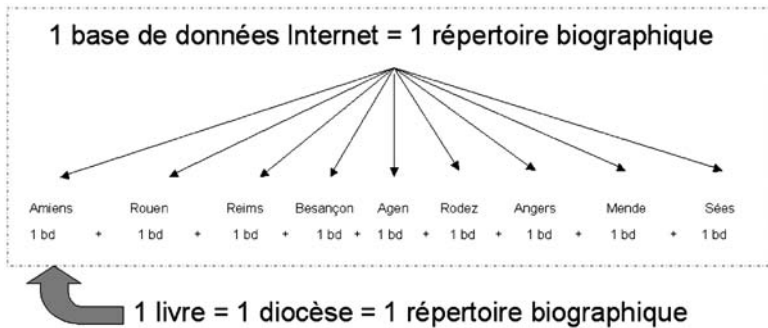 1 base de données Internet = 1 répertoire biographique
Amiens Rouen Reims Besançon Agen Rodez Angers Mende Sées
1 bd + 1 bd + 1 bd + 1 bd + 1 bd + 1 bd + 1 bd + 1 bd + 1 bd
1 livre = 1 diocèse = 1 répertoire biographique